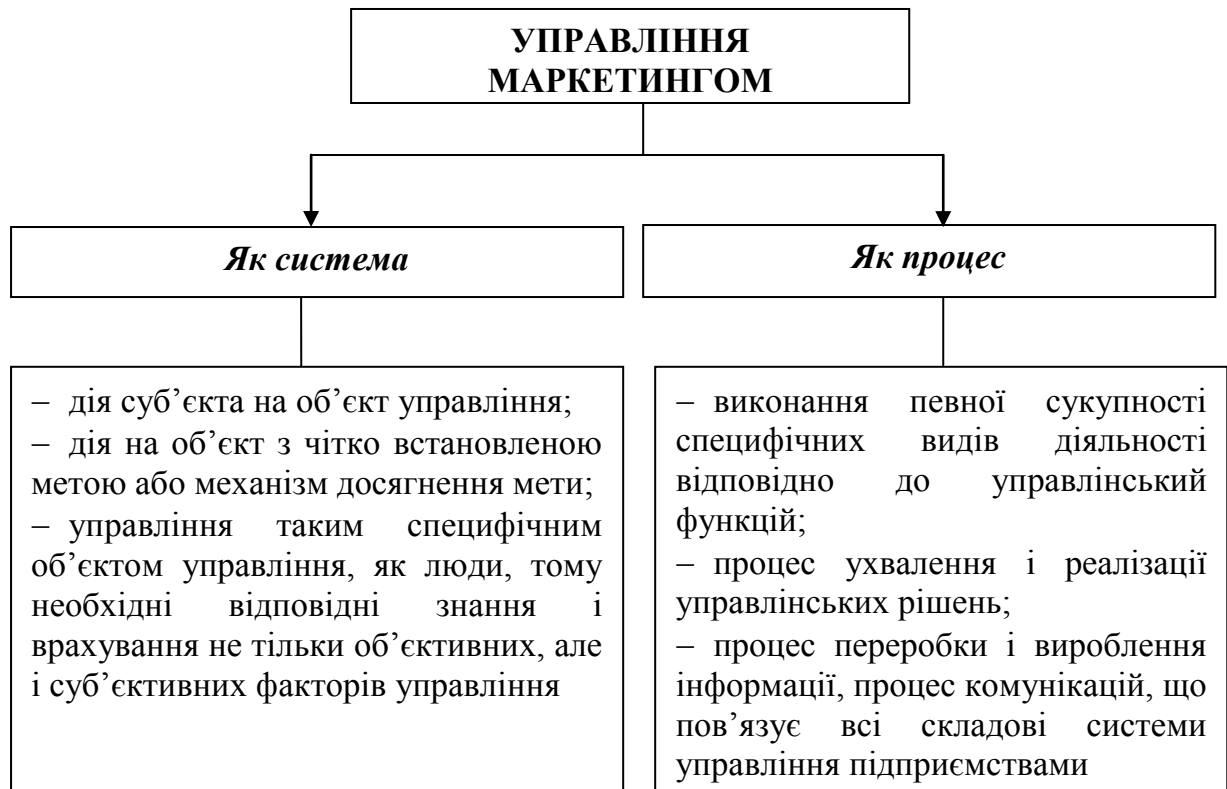 УПРАВЛІННЯ
МАРКЕТИНГОМ
Як система
Як процес
– дія суб’єкта на об’єкт управління;
– дія на об’єкт з чітко встановленою
метою або механізм досягнення мети;
– управління таким специфічним
об’єктом управління, як люди, тому
необхідні відповідні знання і
врахування не тільки об’єктивних, але
і суб’єктивних факторів управління
– виконання певної сукупності
специфічних видів діяльності
відповідно до управлінський
функцій;
– процес ухвалення і реалізації
управлінських рішень;
– процес переробки і вироблення
інформації, процес комунікацій, що
пов’язує всі складові системи
управління підприємствами